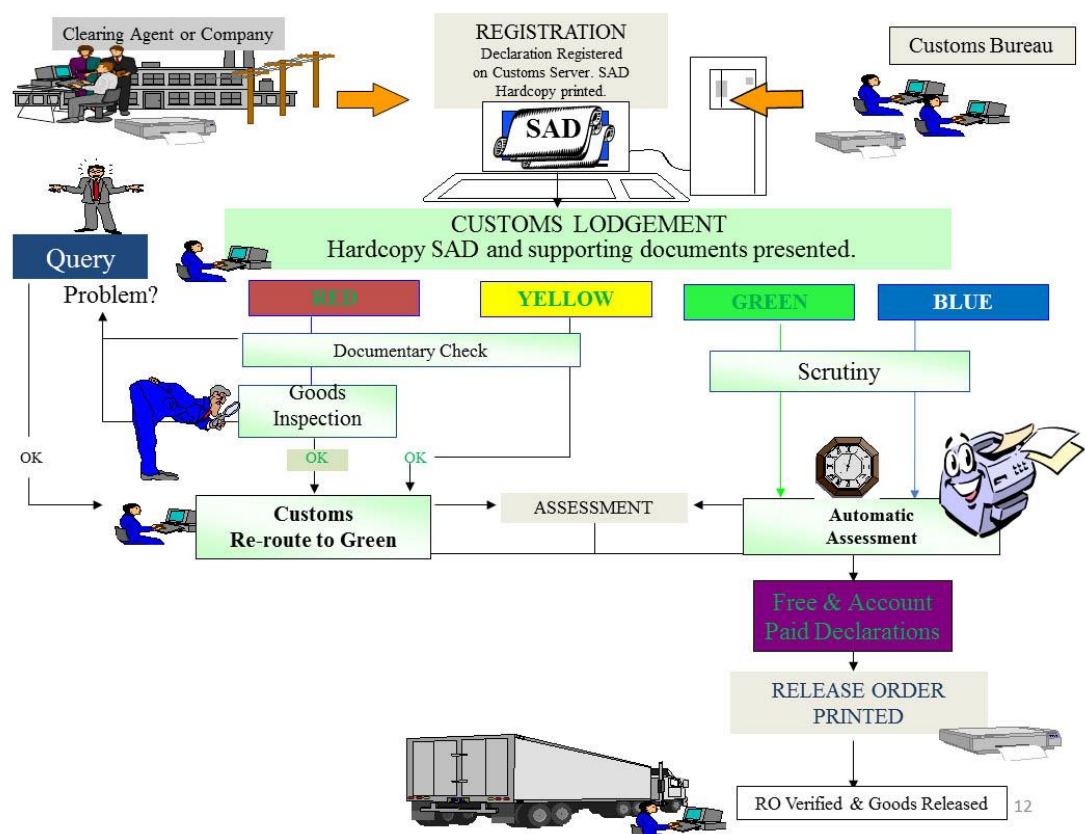 Clearing Agent or Company
REGISTRATION
Declaration Registered
on Customs Server. SAD
Hardcopy printed.
Customs Bureau
SAD
CUSTOMS LODGEMENT
Hardcopy SAD and supporting documents presented.
Query
Problem?
RED
YELLOW
GREEN
BLUE
Documentary Check
Scrutiny
Goods
Inspection
OK
OK
OK
Customs
Re-route to Green
ASSESSMENT
Automatic
Assessment
Free & Account
Paid Declarations
RELEASE ORDER
PRINTED
RO Verified & Goods Released
12